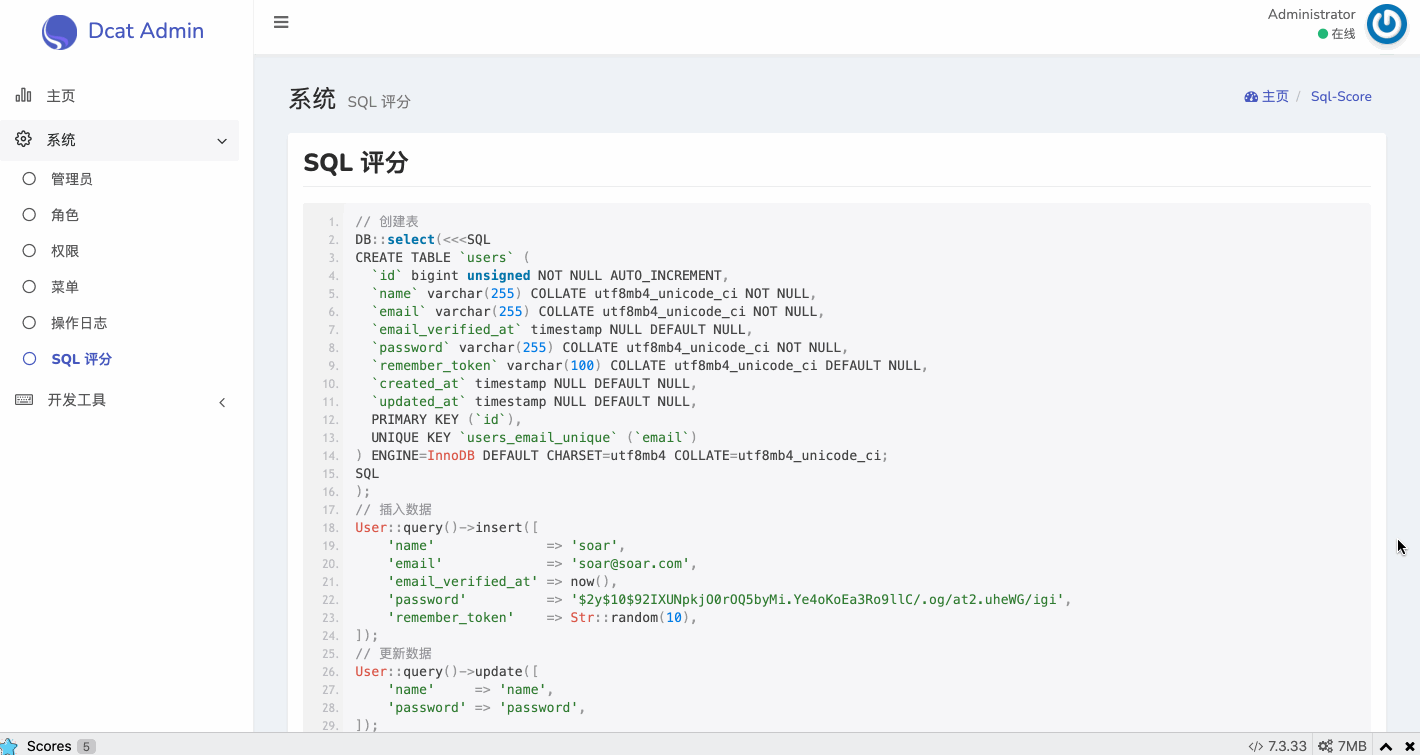 Dcat Admin
Administrator
在线
主页
系统
管理员
角色
权限
菜单
操作日志
SQL 评分
开发工具
系统 SQL 评分
主页 / Sql-Score
SQL 评分
1. // 创建表
2. DB::select(<<<SQL
3. CREATE TABLE `users` (
4.   `id` bigint unsigned NOT NULL AUTO_INCREMENT,
5.   `name` varchar(255) COLLATE utf8mb4_unicode_ci NOT NULL,
6.   `email` varchar(255) COLLATE utf8mb4_unicode_ci NOT NULL,
7.   `email_verified_at` timestamp NULL DEFAULT NULL,
8.   `password` varchar(255) COLLATE utf8mb4_unicode_ci NOT NULL,
9.   `remember_token` varchar(100) COLLATE utf8mb4_unicode_ci DEFAULT NULL,
10.   `created_at` timestamp NULL DEFAULT NULL,
11.   `updated_at` timestamp NULL DEFAULT NULL,
12.   PRIMARY KEY (`id`),
13.   UNIQUE KEY `users_email_unique` (`email`)
14. ) ENGINE=InnoDB DEFAULT CHARSET=utf8mb4 COLLATE=utf8mb4_unicode_ci;
15. SQL
16. );
17. // 插入数据
18. User::query()->insert([
19.     'name'              => 'soar',
20.     'email'             => 'soar@soar.com',
21.     'email_verified_at' => now(),
22.     'password'          => '$2y$10$92IXUNpkjO0rOQ5byMi.Ye4oKoEa3Ro9llC/.og/at2.uheWG/igi',
23.     'remember_token'    => Str::random(10),
24. ]);
25. // 更新数据
26. User::query()->update([
27.     'name'     => 'name',
28.     'password' => 'password',
29. ]);
Scores 5
7.3.33
7MB